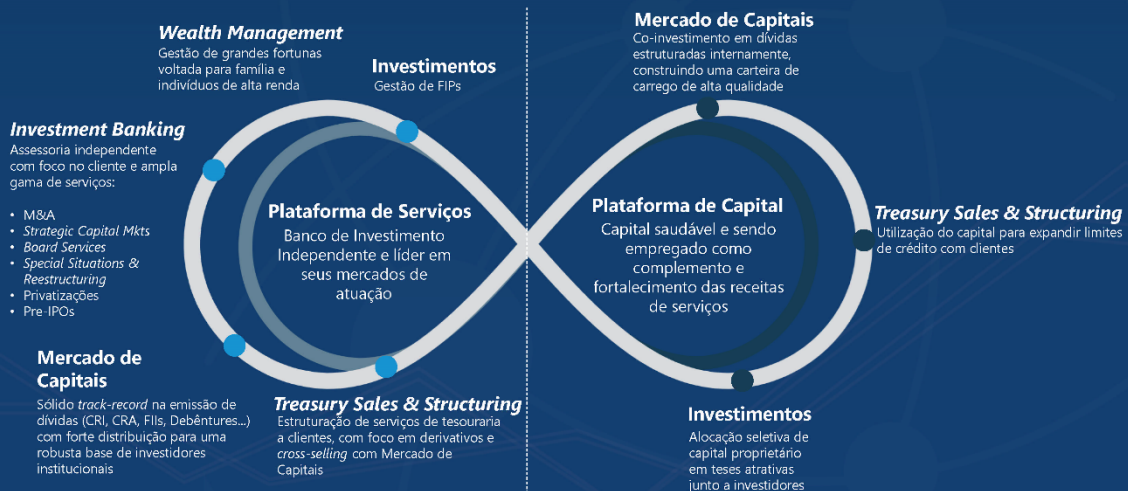 Wealth Management
Gestão de grandes fortunas
voltada para família e
indivíduos de alta renda
Investimentos
Gestão de FIPs
Investment Banking
Assessoria independente
com foco no cliente e ampla
gama de serviços:
• M&A
• Strategic Capital Mkts
• Board Services
• Special Situations &
Reestructuring
• Privatizações
• Pre-IPOs
Plataforma de Serviços
Banco de Investimento
Independente e líder em
seus mercados de
atuação
Mercado de
Capitais
Sólido track-record na emissão de
dívidas (CRI, CRA, FIIs, Debêntures...)
com forte distribuição para uma
robusta base de investidores
institucionais
Treasury Sales & Structuring
Estruturação de serviços de tesouraria
a clientes, com foco em derivativos e
cross-selling com Mercado de
Capitais
Mercado de Capitais
Co-investimento em dívidas
estruturadas internamente,
construindo uma carteira de
carrego de alta qualidade
Plataforma de Capital
Capital saudável e sendo
empregado como
complemento e
fortalecimento das receitas
de serviços
Treasury Sales & Structuring
Utilização do capital para expandir limites
de crédito com clientes
Investimentos
Alocação seletiva de
capital proprietário
em teses atrativas
junto a investidores